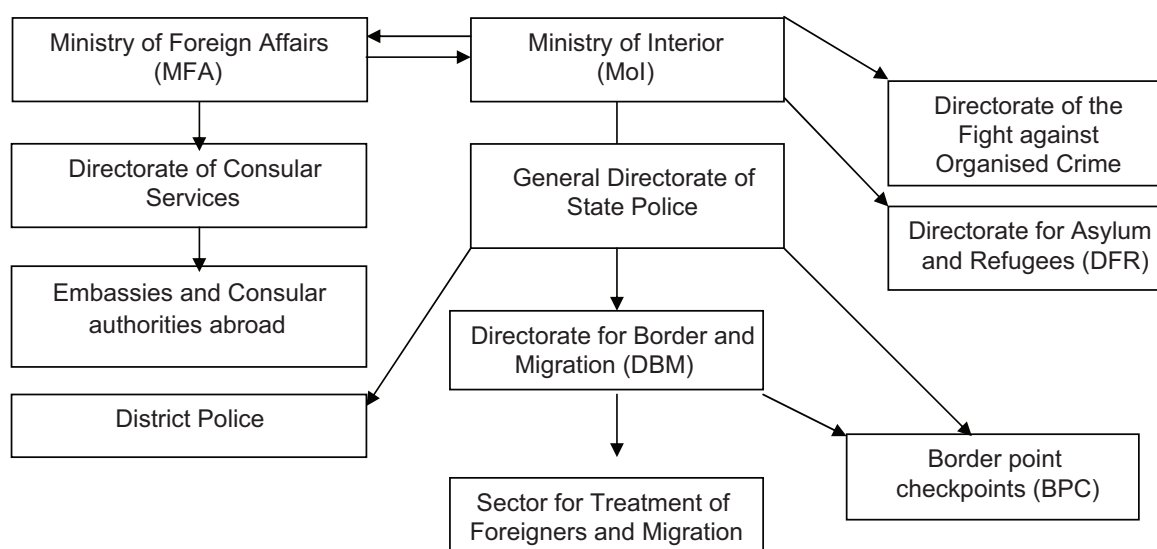 Ministry of Foreign Affairs
(MFA)
Ministry of Interior
(MoI)
Directorate of the
Fight against
Organised Crime
Directorate of Consular
Services
General Directorate of
State Police
Directorate for Asylum
and Refugees (DFR)
Embassies and Consular
authorities abroad
Directorate for Border and
Migration (DBM)
District Police
Border point
checkpoints (BPC)
Sector for Treatment of
Foreigners and Migration